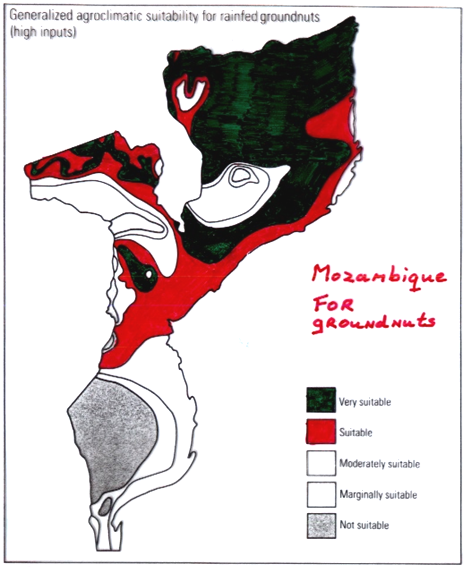 Generalized agroclimatic suitability for rainfed groundnuts
(high inputs)
Mozambique
FOR
gROUNdNUts
Very suitable
Suitable
Moderately suitable
Marginally suitable
Not suitable